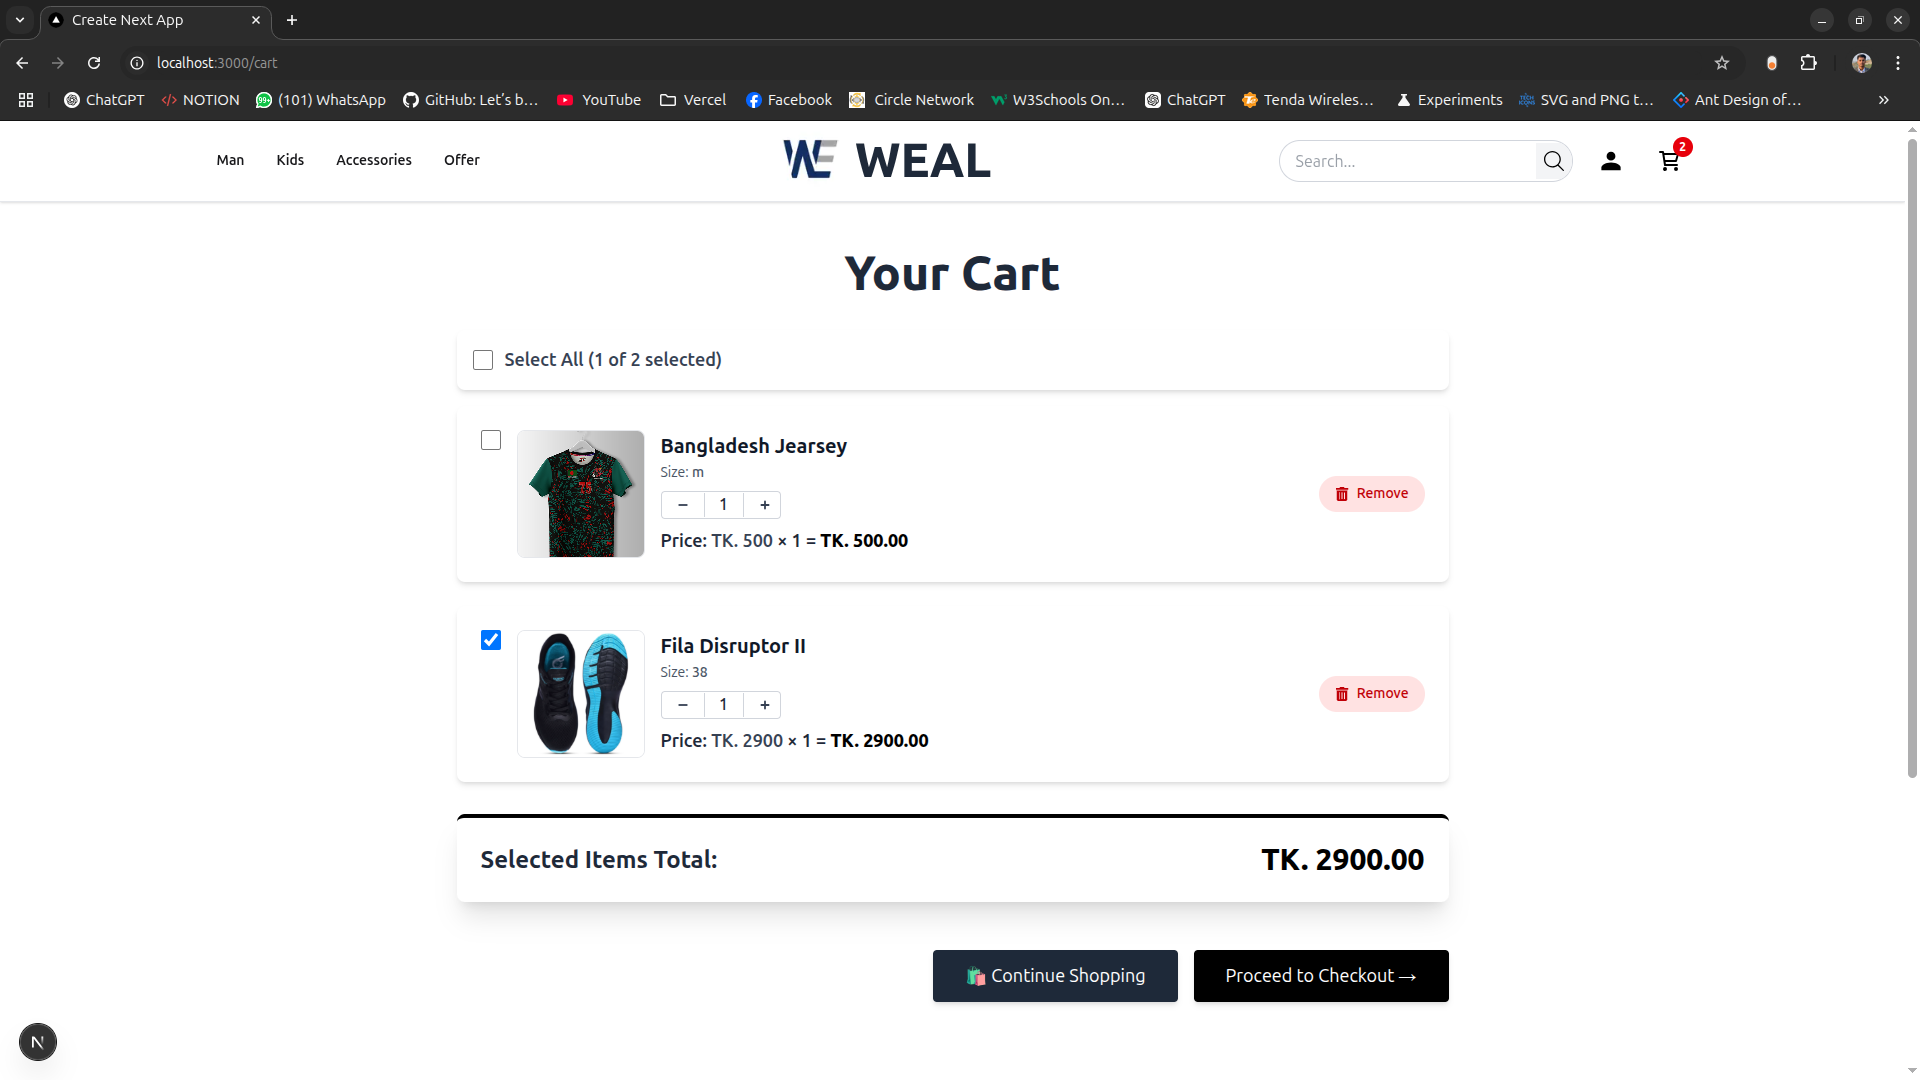 Create Next App
localhost:3000/cart
ChatGPT
NOTION
(101) WhatsApp
GitHub: Let's b...
YouTube
Vercel
Facebook
Circle Network
W3Schools On...
ChatGPT
Tenda Wireles...
Experiments
SVG and PNG t...
Ant Design of...
Man
Kids
Accessories
Offer
WE WEAL
Search...
2
Your Cart
Select All (1 of 2 selected)
Bangladesh Jearsey
Size: m
− 1 +
Price: TK. 500 × 1 = TK. 500.00
Remove
Fila Disruptor II
Size: 38
− 1 +
Price: TK. 2900 × 1 = TK. 2900.00
Remove
Selected Items Total:
TK. 2900.00
Continue Shopping
Proceed to Checkout →
N